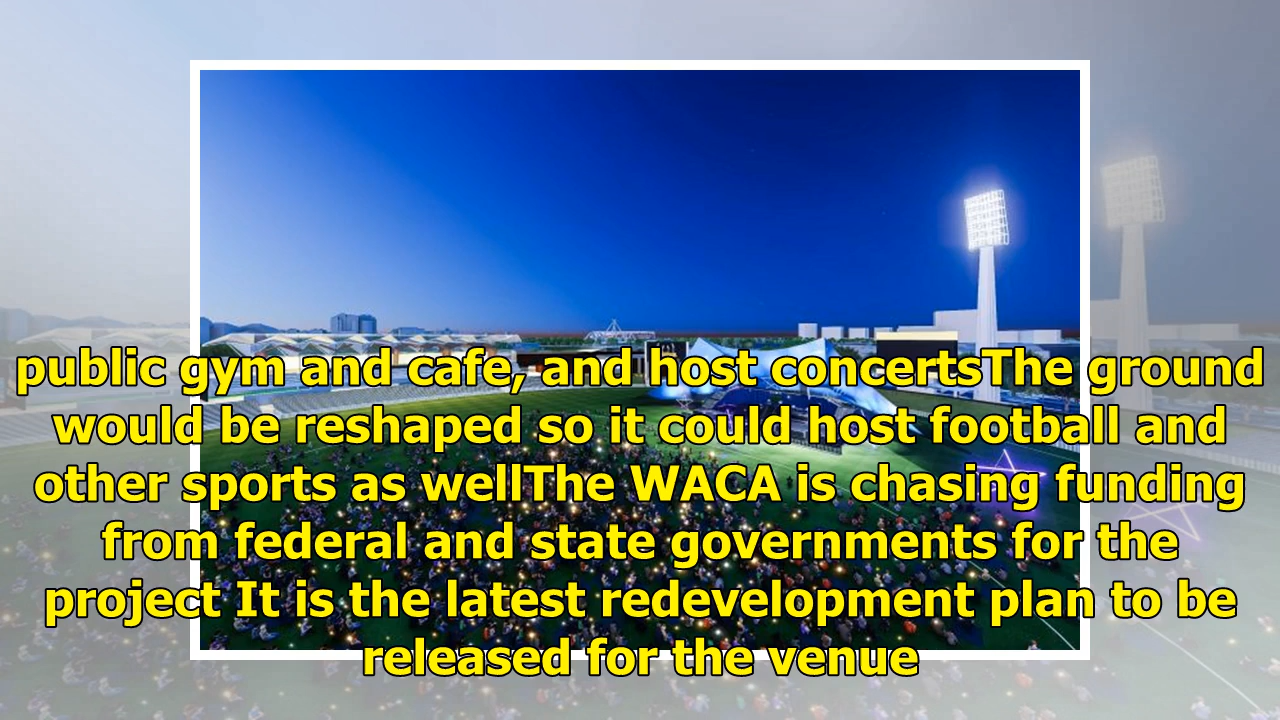 public gym and cafe, and host concertsThe ground
would be reshaped so it could host football and
other sports as wellThe WACA is chasing funding
from federal and state governments for the
project It is the latest redevelopment plan to be
released for the venue